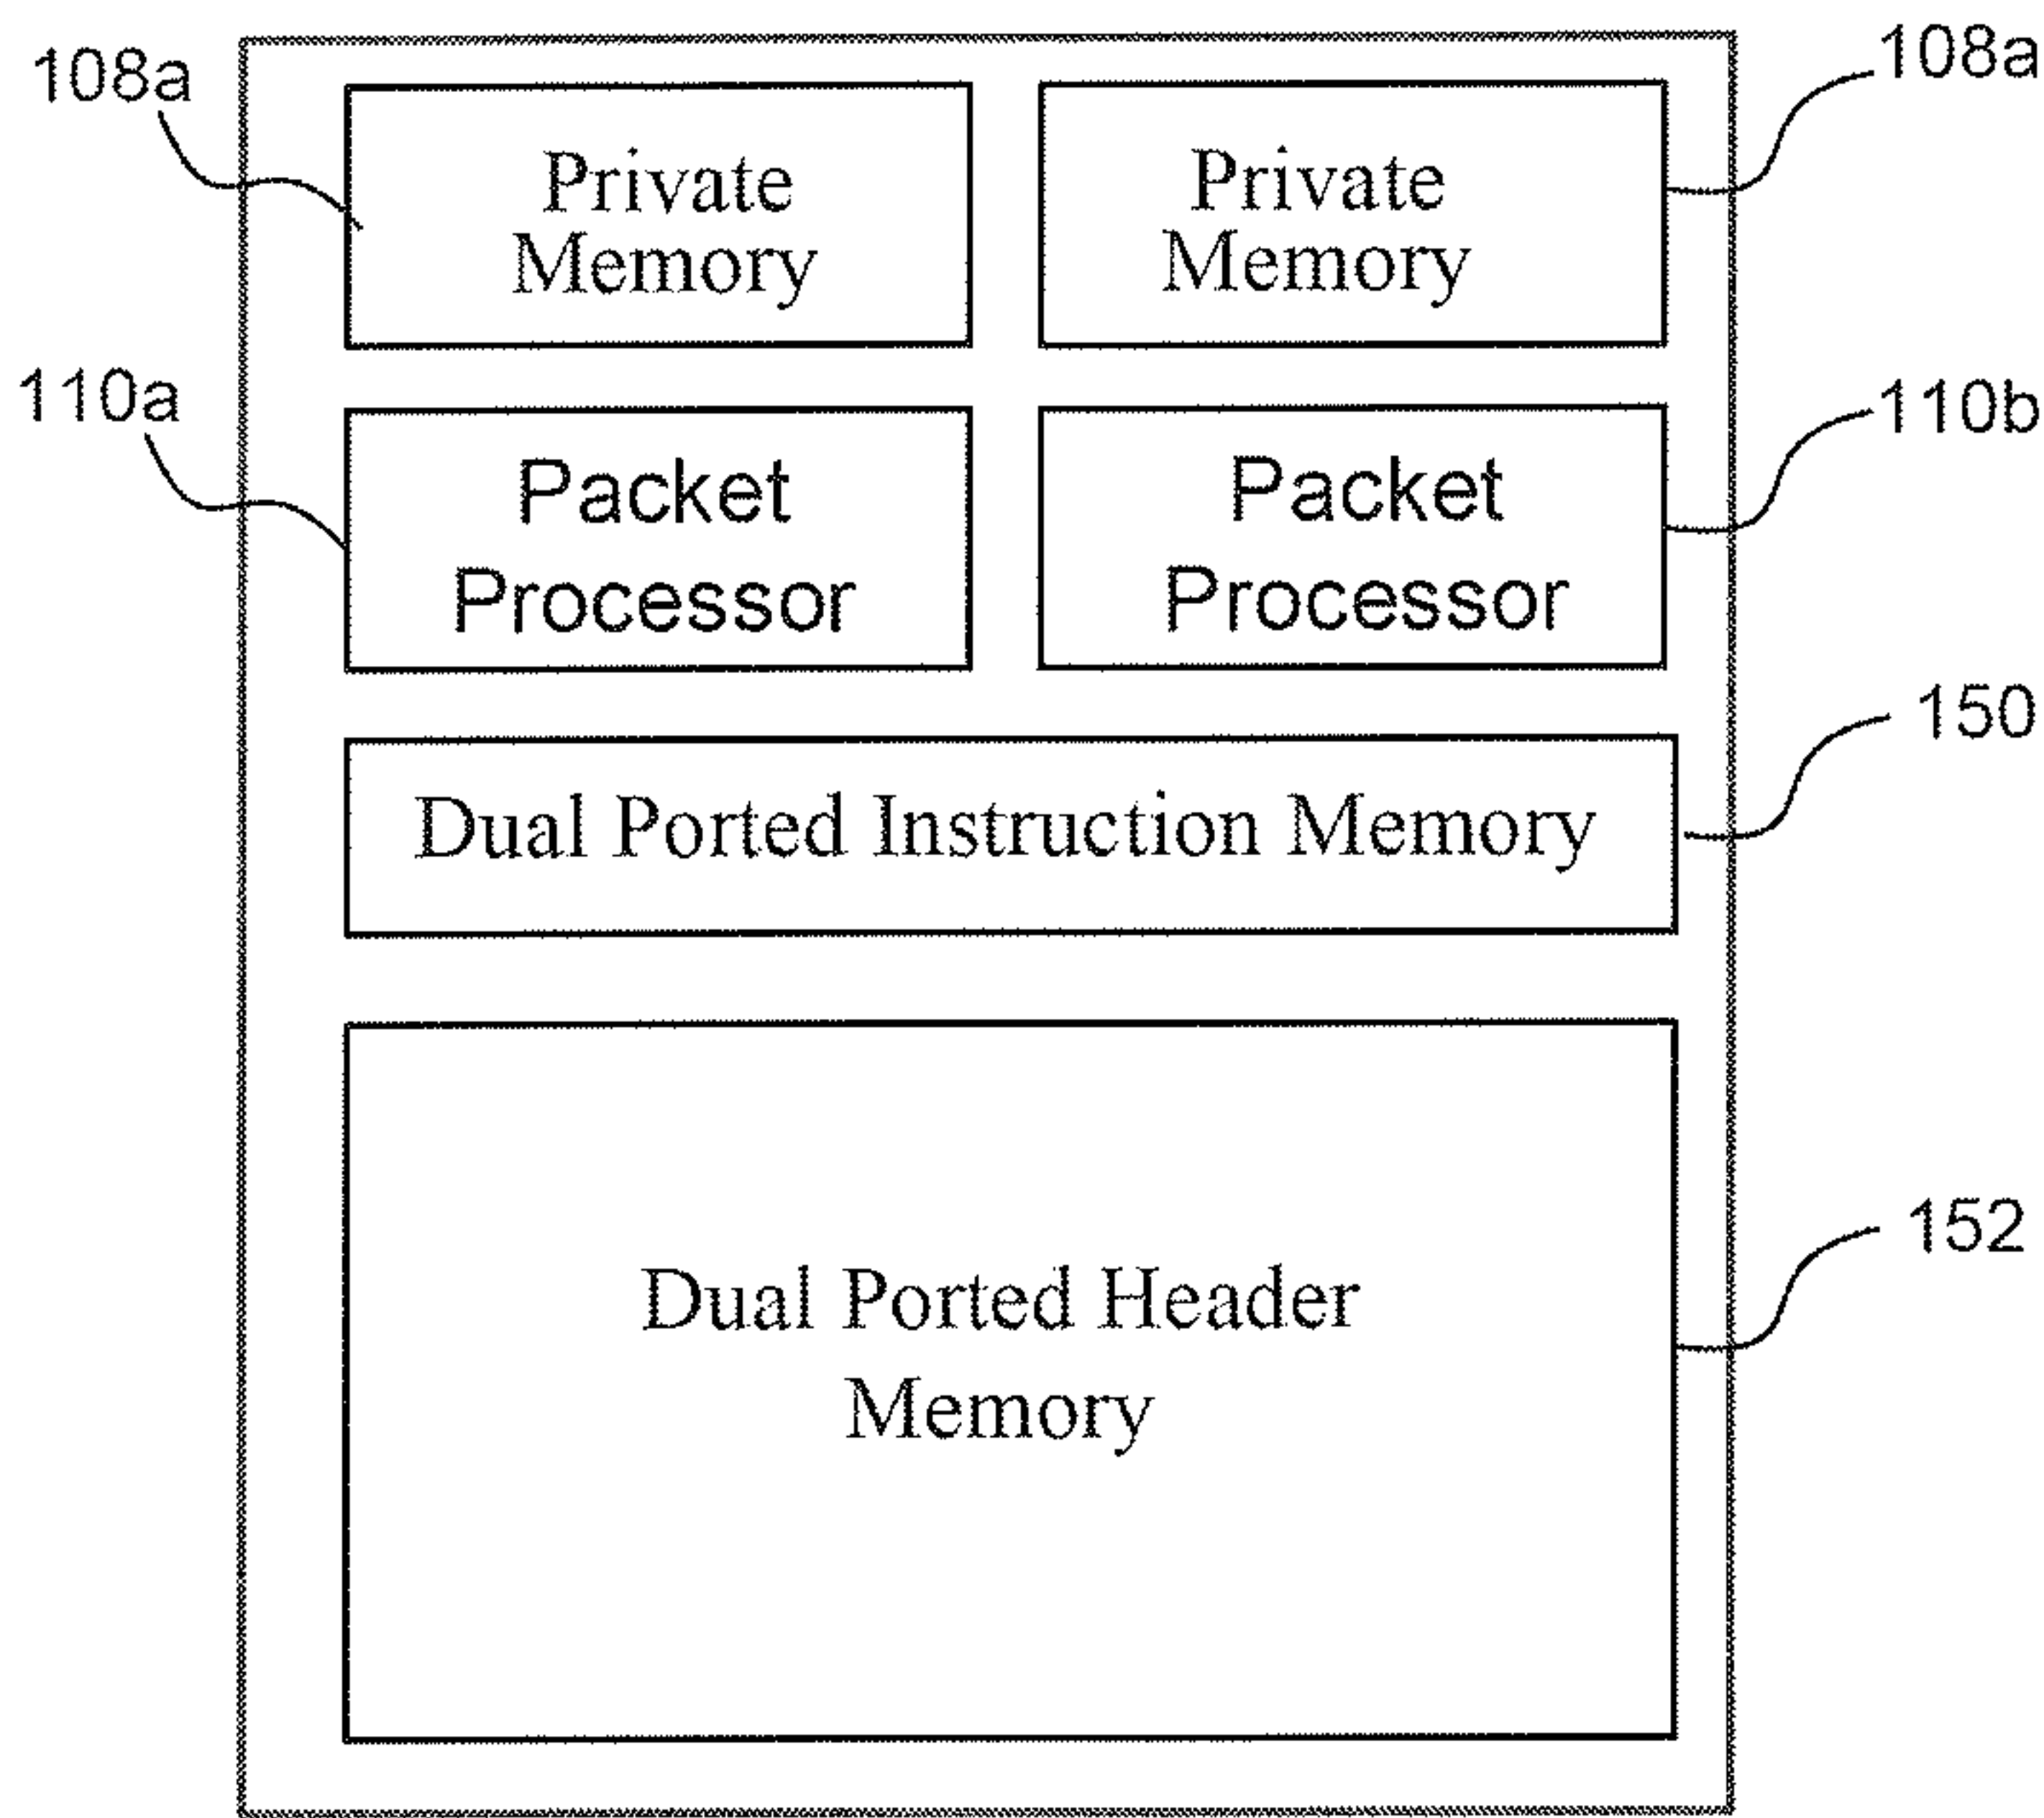 108a
108a
Private
Memory
Private
Memory
110a
110b
Packet
Processor
Packet
Processor
150
Dual Ported Instruction Memory
152
Dual Ported Header
Memory